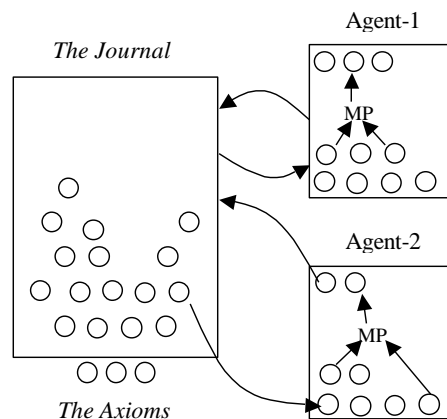 Agent-1
The Journal
MP
Agent-2
MP
The Axioms